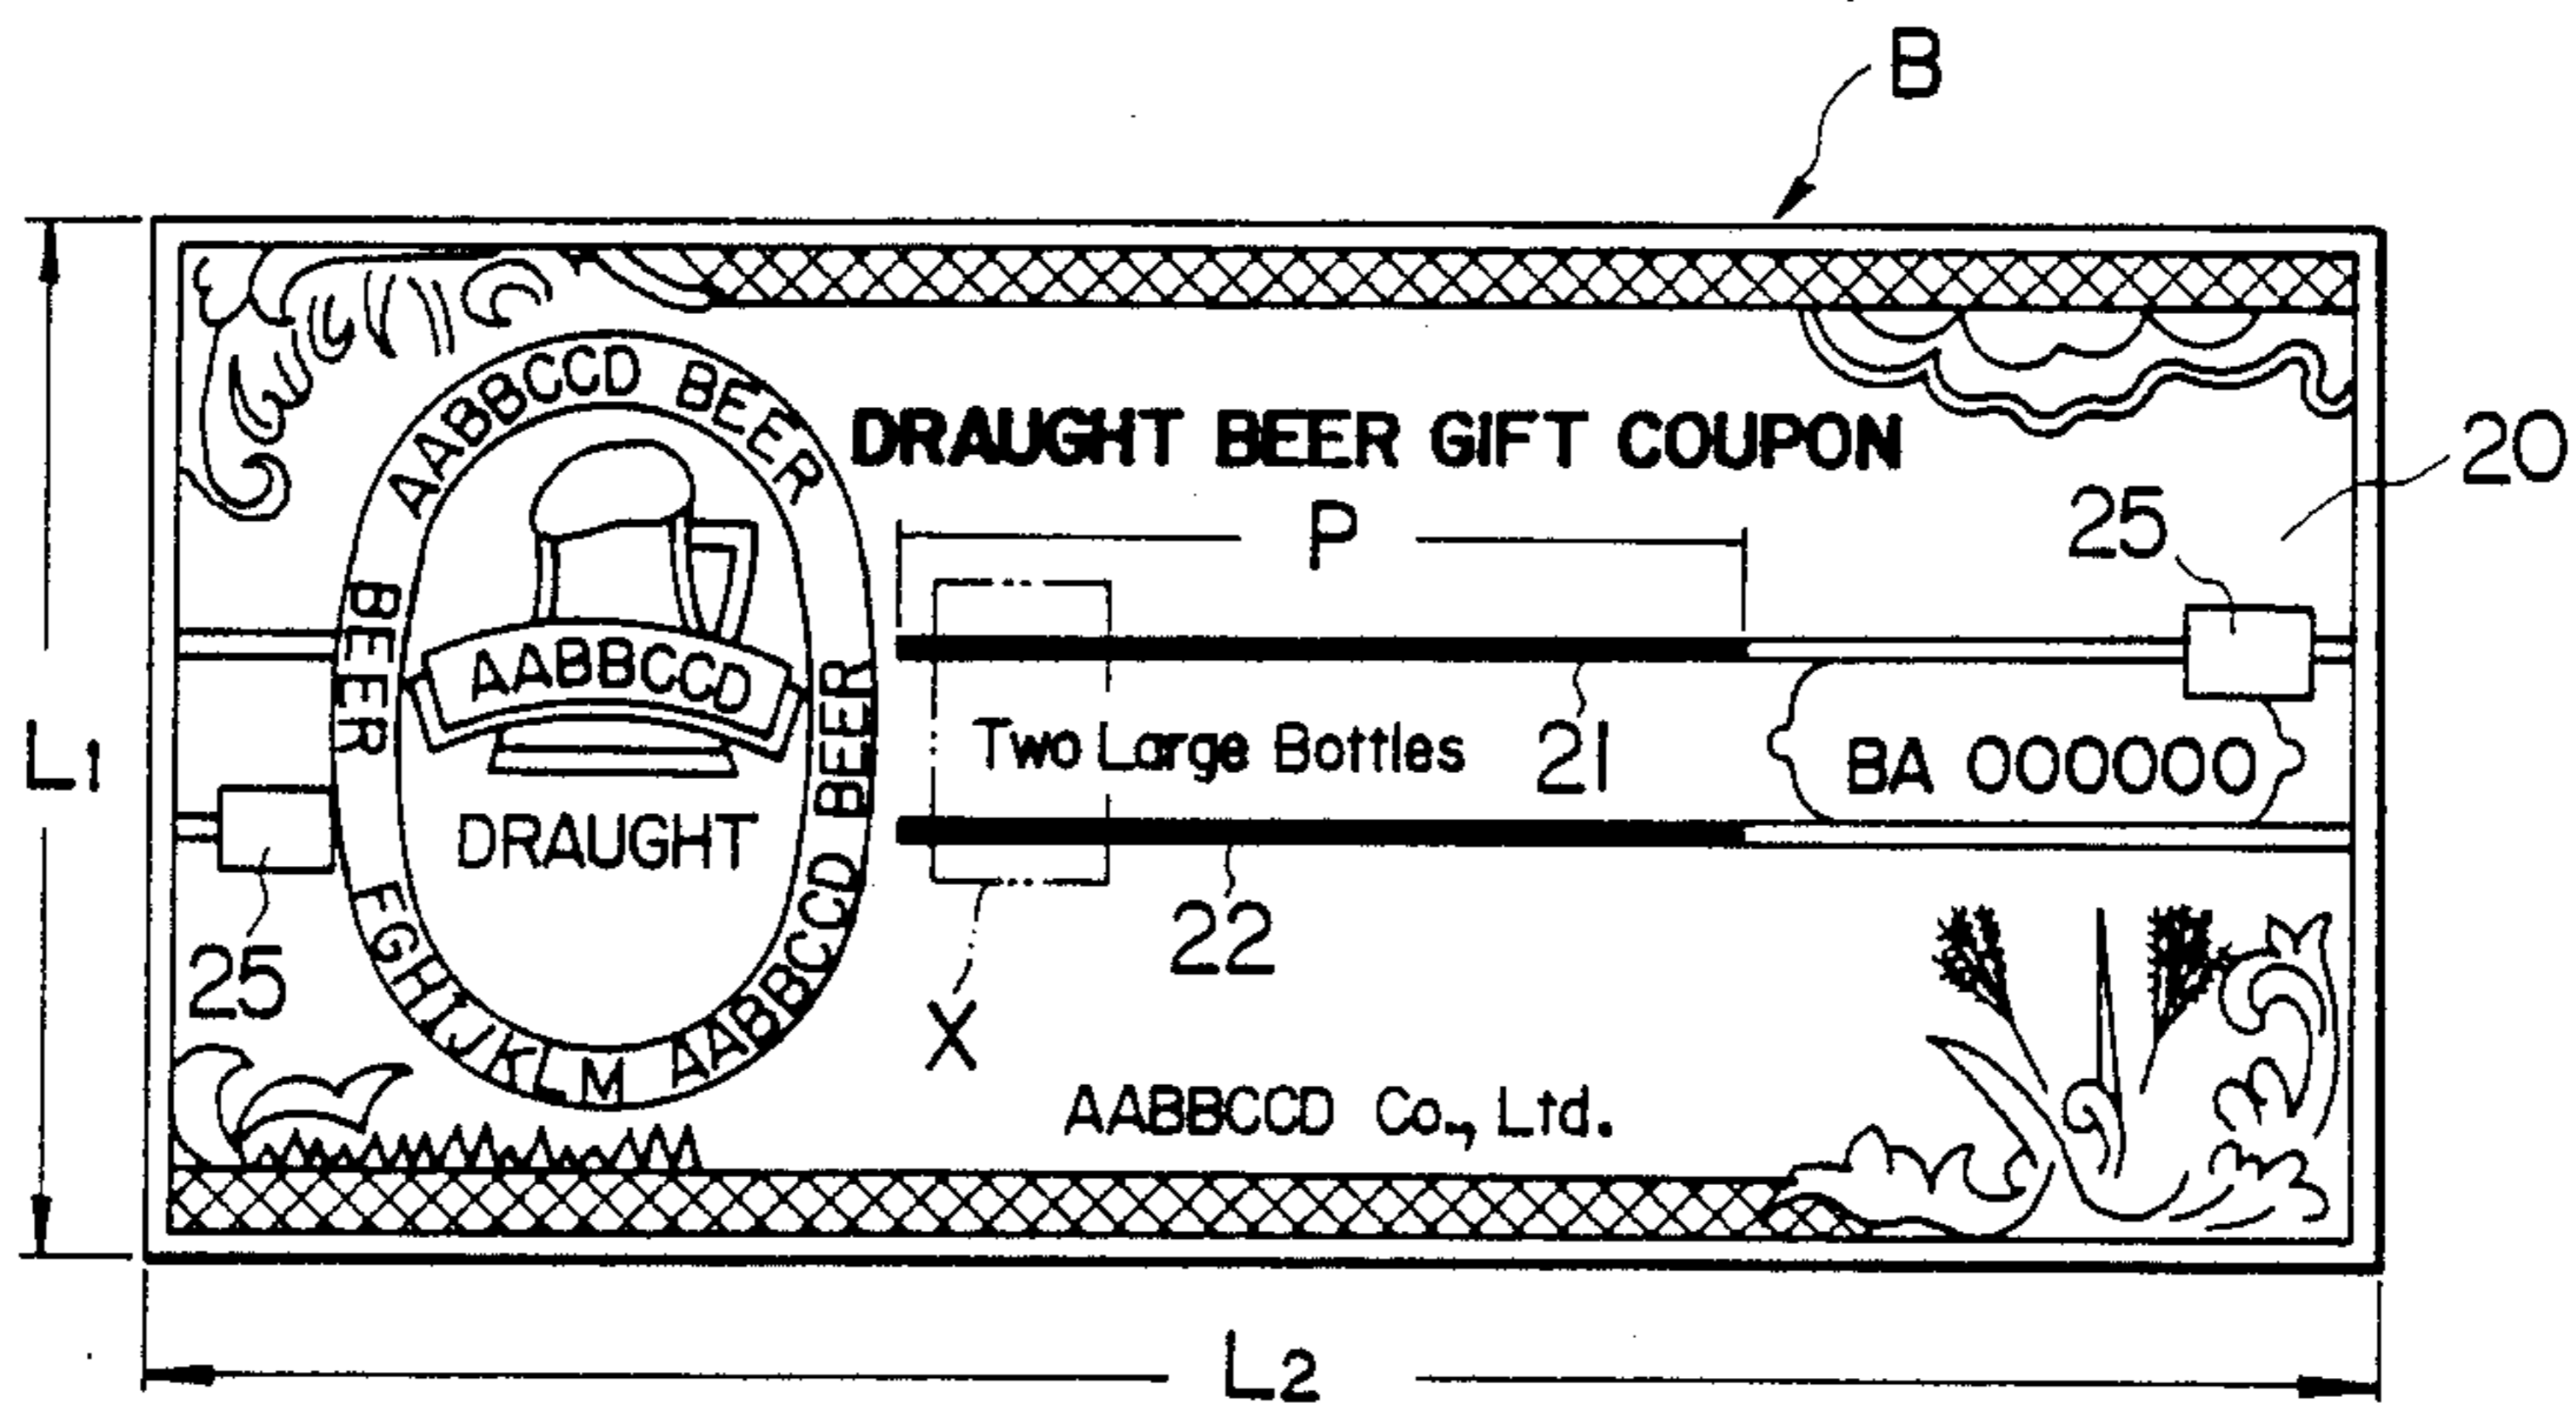 B
AABBCCD BEER
DRAUGHT BEER GIFT COUPON
20
P
25
BEER
AABBCCD
L1
Two Large Bottles
21
BA 000000
DRAUGHT
AABBCCD BEER
22
25
FGHIJKLM
X
AABBCCD Co., Ltd.
L2